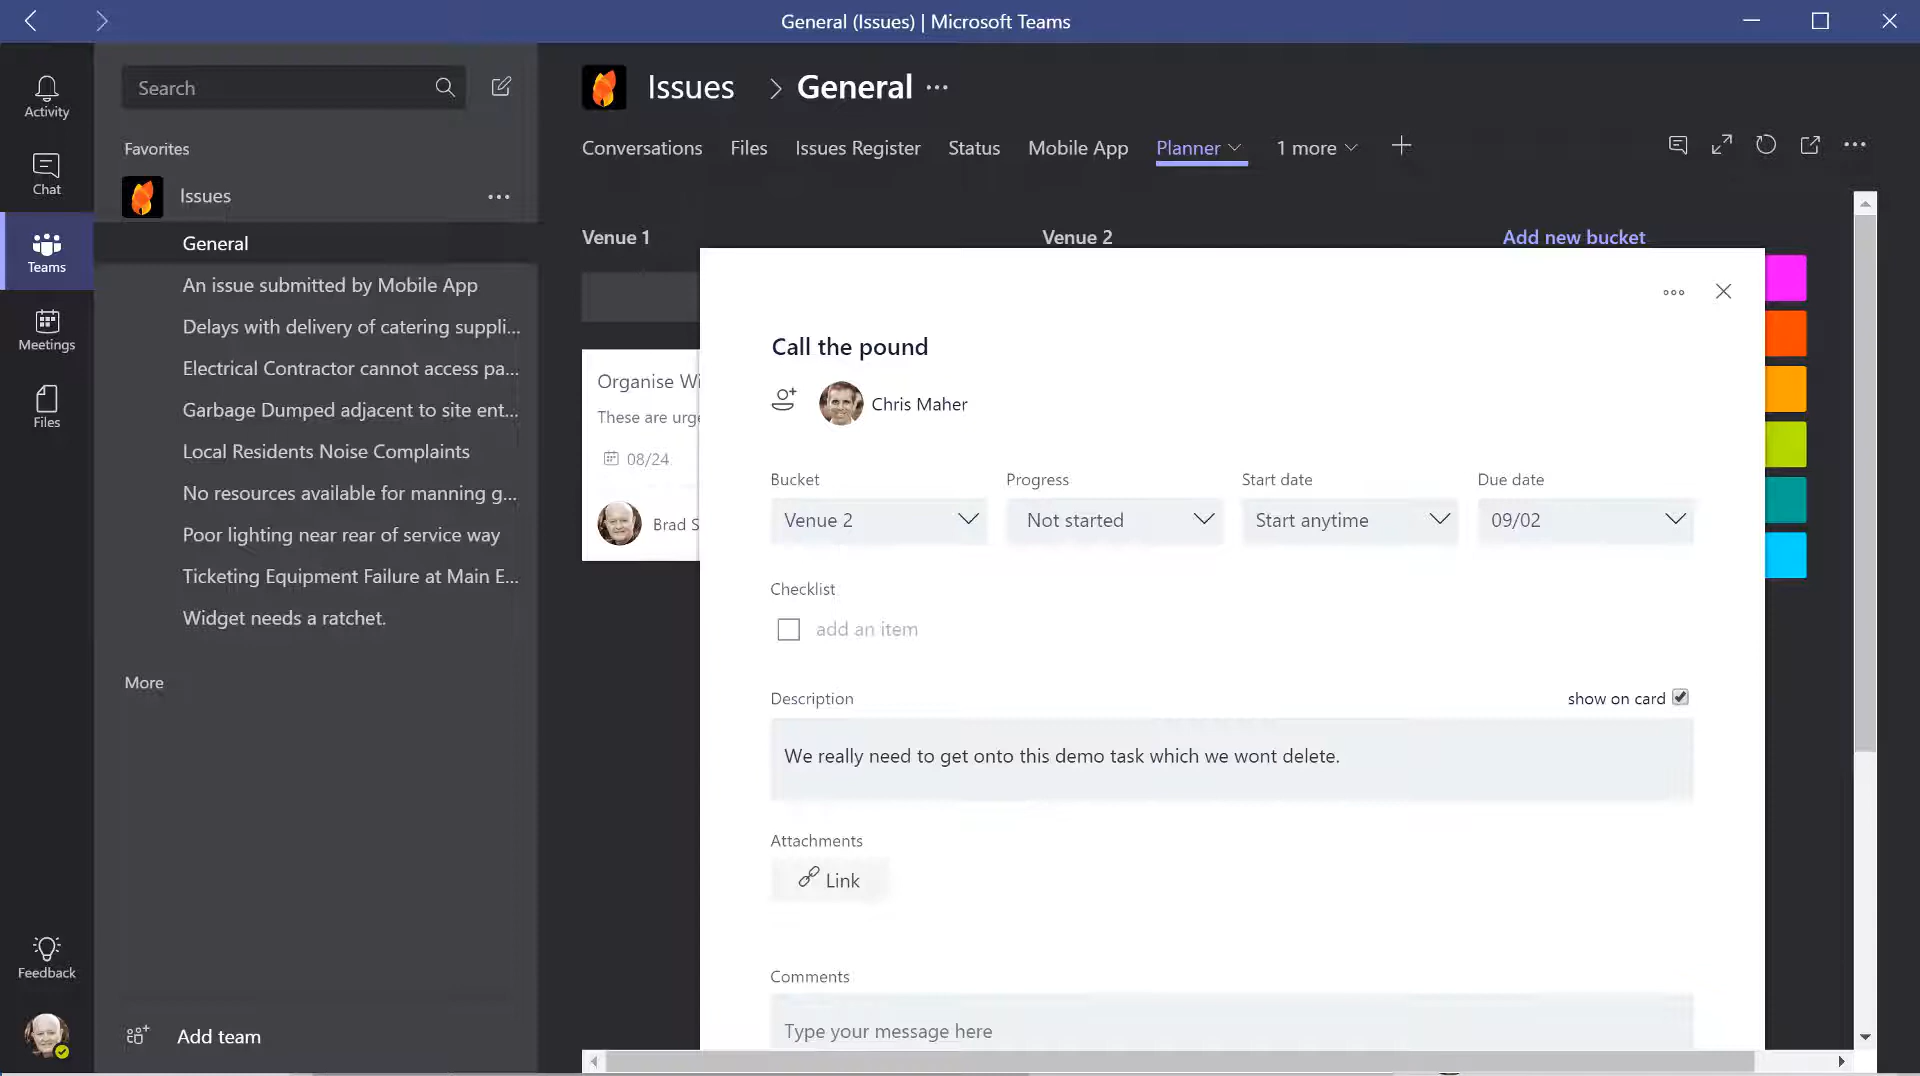 General (Issues) | Microsoft Teams
Search
Activity
Chat
Teams
Meetings
Files
Feedback
Favorites
Issues
General
An issue submitted by Mobile App
Delays with delivery of catering suppli...
Electrical Contractor cannot access pa...
Garbage Dumped adjacent to site ent...
Local Residents Noise Complaints
No resources available for manning g...
Poor lighting near rear of service way
Ticketing Equipment Failure at Main E...
Widget needs a ratchet.
More
Add team
Issues > General ...
Conversations Files Issues Register Status Mobile App Planner 1 more +
Venue 1 Venue 2 Add new bucket
Organise Wi
These are urge
08/24
Brad S
Call the pound
Chris Maher
Bucket Progress Start date Due date
Venue 2 Not started Start anytime 09/02
Checklist
add an item
Description show on card
We really need to get onto this demo task which we wont delete.
Attachments
Link
Comments
Type your message here